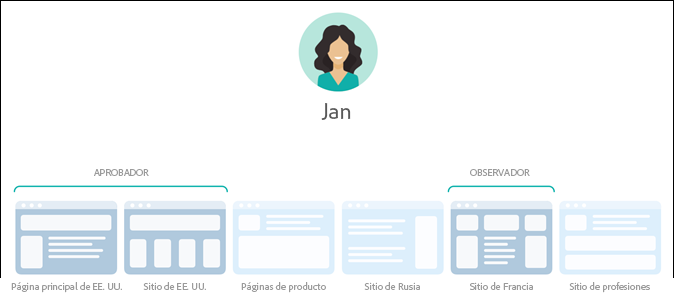 Jan
APROBADOR
OBSERVADOR
Página principal de EE. UU.
Sitio de EE. UU.
Páginas de producto
Sitio de Rusia
Sitio de Francia
Sitio de profesiones